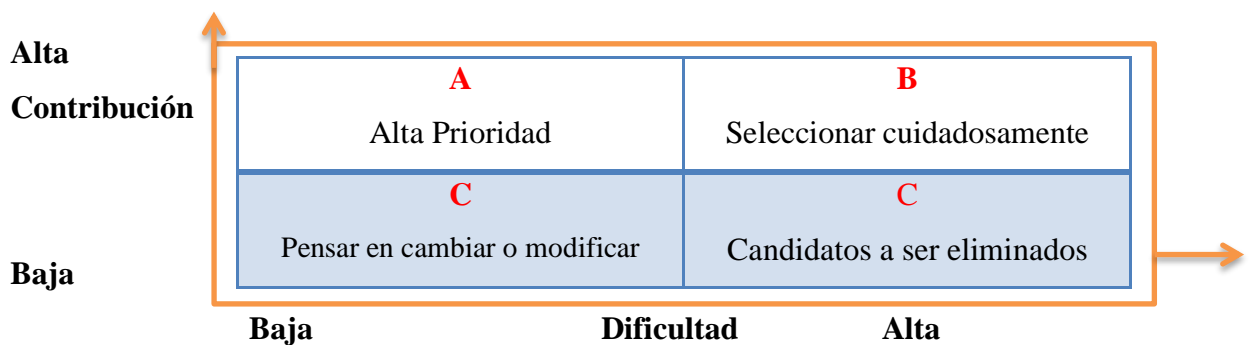 Alta
Contribución
A
B
Alta Prioridad
Seleccionar cuidadosamente
C
C
Pensar en cambiar o modificar
Candidatos a ser eliminados
Baja
Baja
Dificultad
Alta